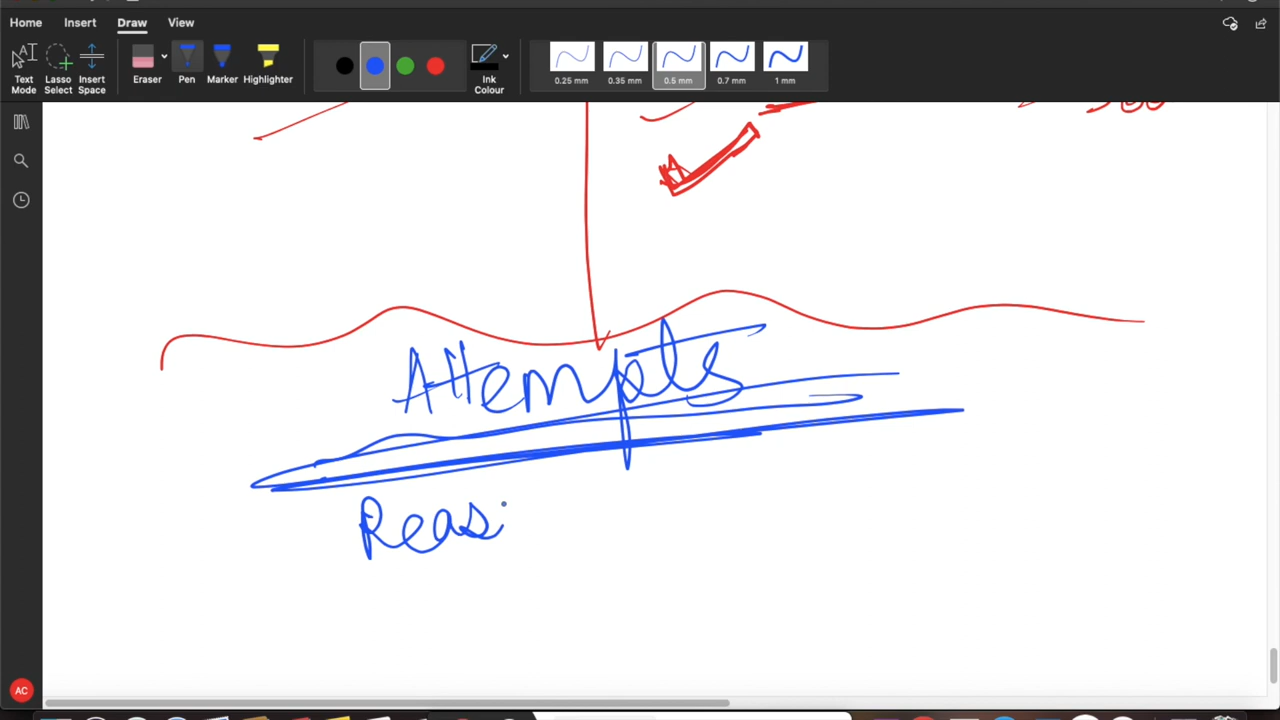 Home Insert Draw View
Text Mode Lasso Select Insert Space Eraser Pen Marker Highlighter Ink Colour 0.25 mm 0.35 mm 0.5 mm 0.7 mm 1 mm
Attempts
Reas
AC